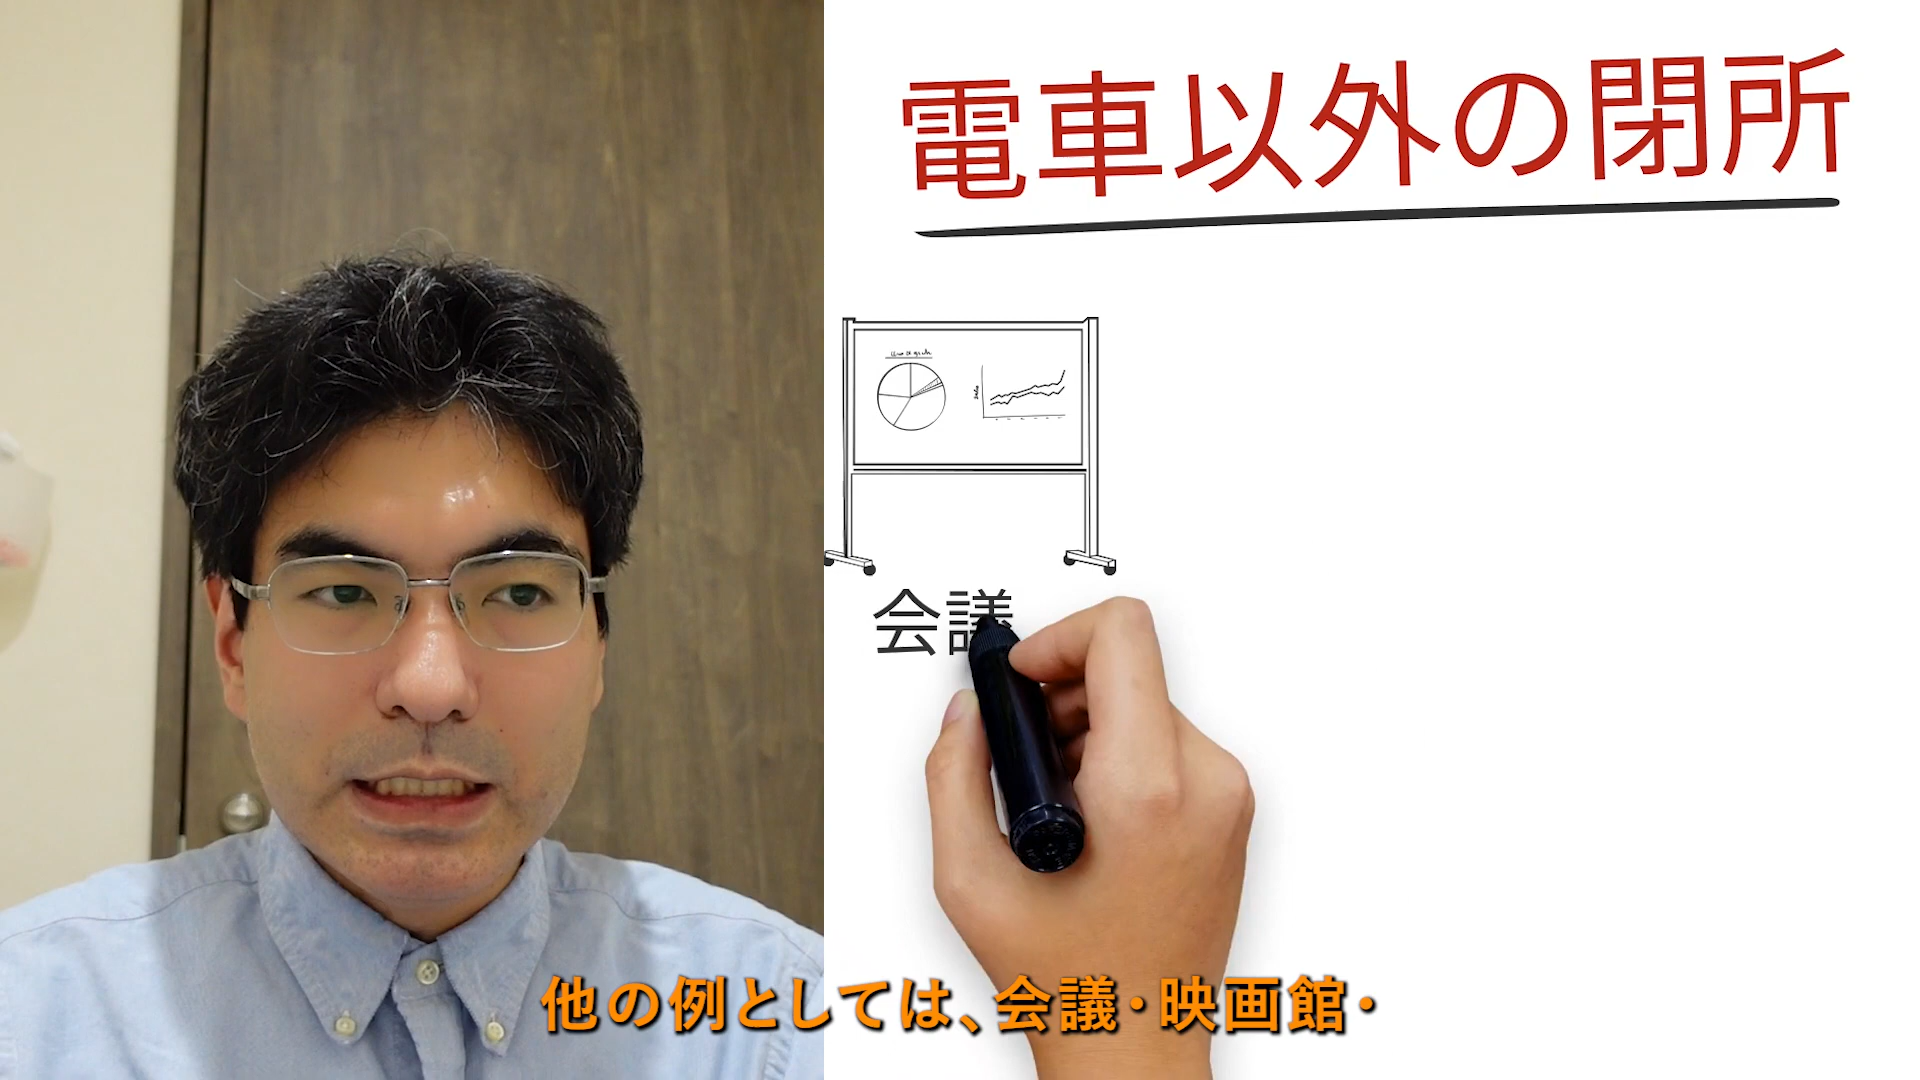 電車以外の閉所
会議
他の例としては、会議・映画館・